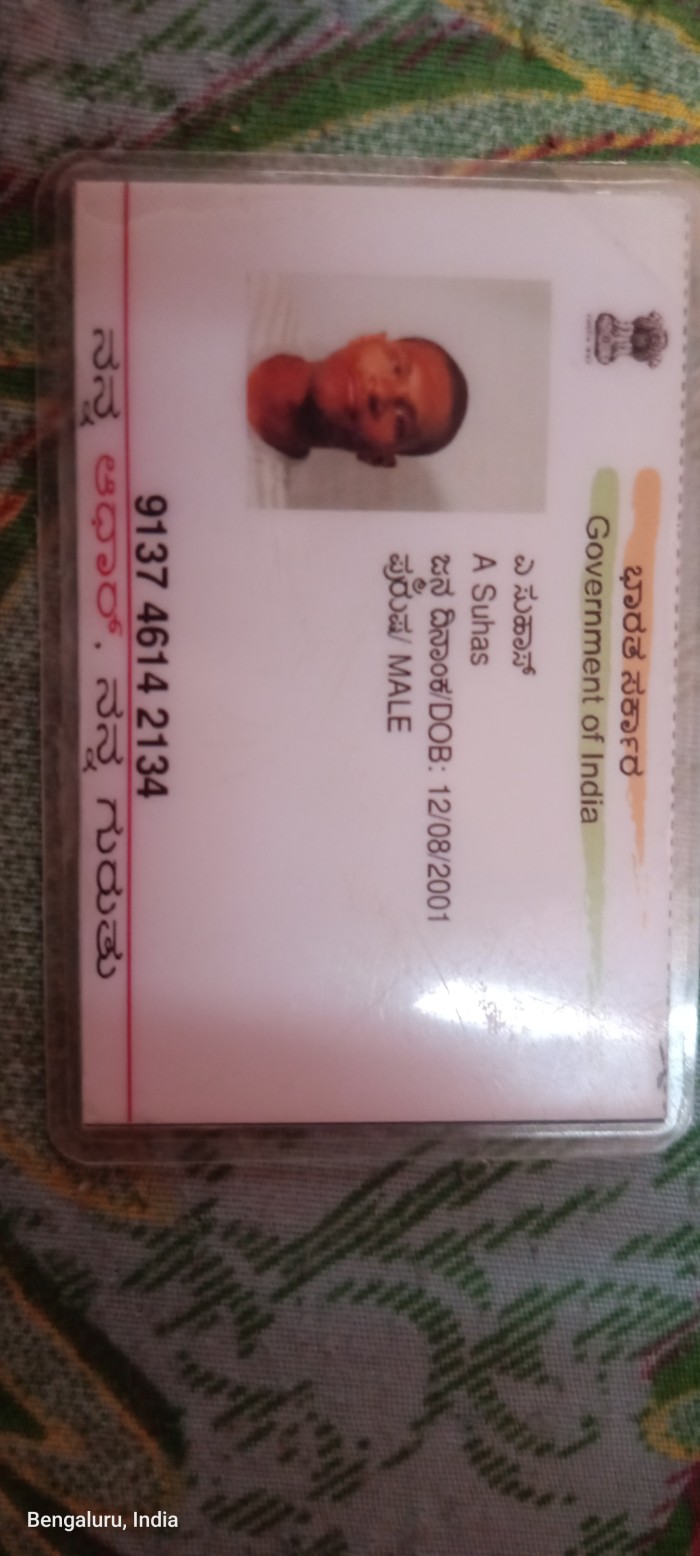 ಭಾರತ ಸರ್ಕಾರ
Government of India
ಎ ಸುಹಾಸ್
A Suhas
ಜನ್ಮ ದಿನಾಂಕ/DOB: 12/08/2001
ಪುರುಷ/ MALE
9137 4614 2134
ನನ್ನ ಆಧಾರ್, ನನ್ನ ಗುರುತು
Bengaluru, India